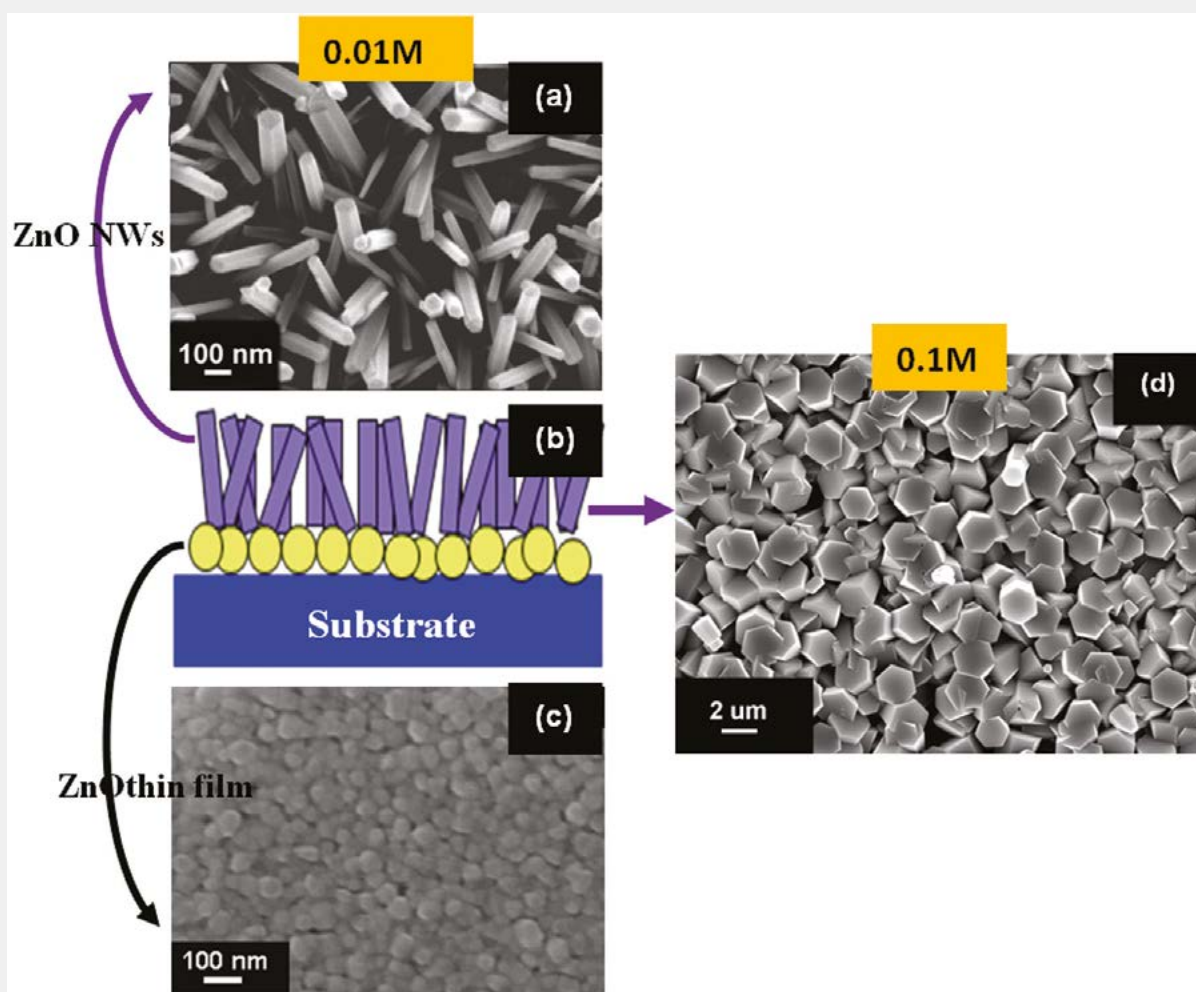 0.01M
(a)
ZnO NWs
100 nm
(b)
Substrate
(c)
ZnOthin film
100 nm
0.1M
(d)
2 um